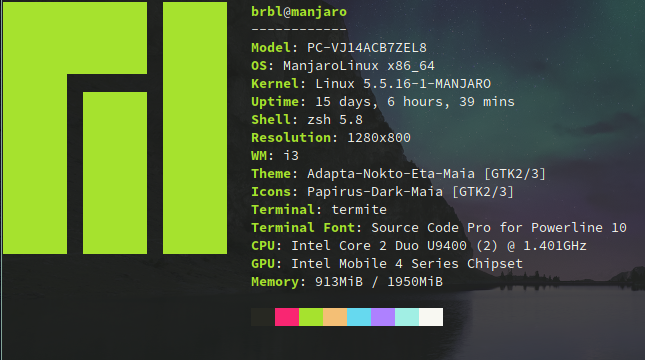 brbl@manjaro
------------
Model: PC-VJ14ACB7ZEL8
OS: ManjaroLinux x86_64
Kernel: Linux 5.5.16-1-MANJARO
Uptime: 15 days, 6 hours, 39 mins
Shell: zsh 5.8
Resolution: 1280x800
WM: i3
Theme: Adapta-Nokto-Eta-Maia [GTK2/3]
Icons: Papirus-Dark-Maia [GTK2/3]
Terminal: termite
Terminal Font: Source Code Pro for Powerline 10
CPU: Intel Core 2 Duo U9400 (2) @ 1.401GHz
GPU: Intel Mobile 4 Series Chipset
Memory: 913MiB / 1950MiB